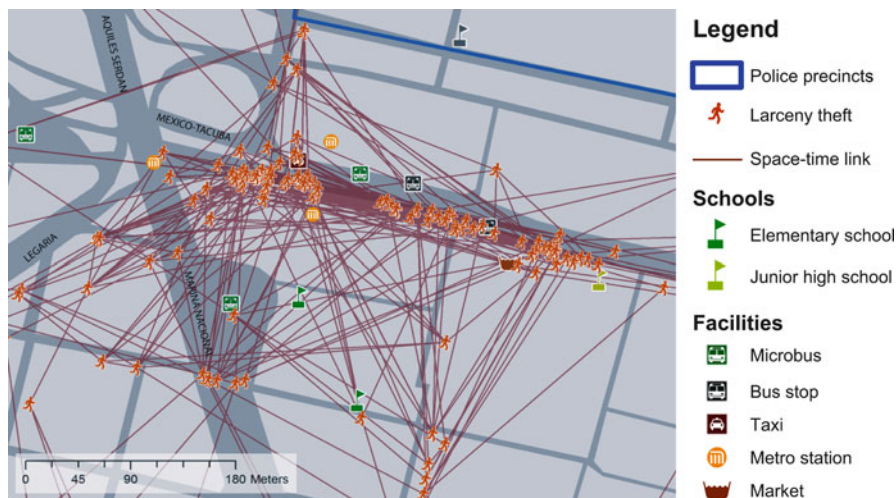 AQUILES SERDAN
MEXICO-TACUBA
LEGARIA
MARINA NACIONAL
0 45 90 180 Meters
Legend
Police precincts
Larceny theft
Space-time link
Schools
Elementary school
Junior high school
Facilities
Microbus
Bus stop
Taxi
Metro station
Market